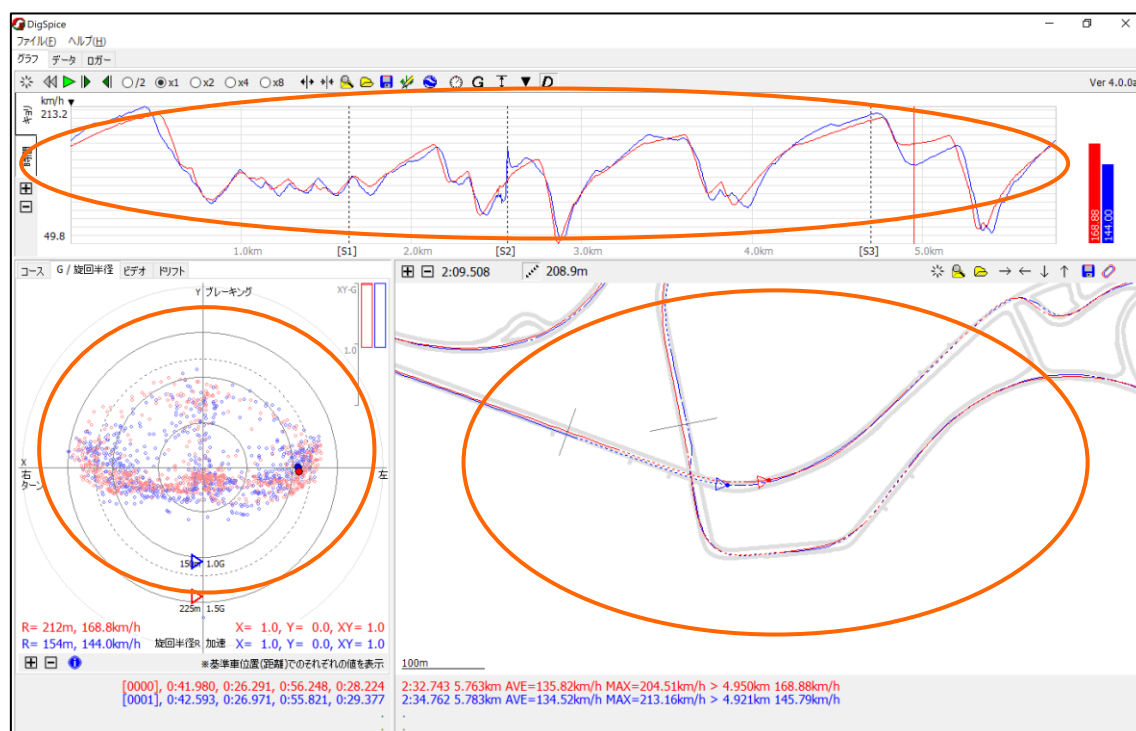 DigSpice
ファイル(F) ヘルプ(H)
グラフ データ ロガー
/2 x1 x2 x4 x8 G D Ver 4.0.0a
km/h
213.2
49.8
1.0km [S1] 2.0km [S2] 3.0km 4.0km [S3] 5.0km
168.88
144.00
コース G / 旋回半径 ビデオ ドリフト
2:09.508 208.9m
Y ブレーキング
XY-G
1.0
X
右
ターン
左
1.0G
225m 1.5G
R= 212m, 168.8km/h X= 1.0, Y= 0.0, XY= 1.0
R= 154m, 144.0km/h 旋回半径R 加速 X= 1.0, Y= 0.0, XY= 1.0
※基準車位置(距離)でのそれぞれの値を表示
100m
[0000], 0:41.980, 0:26.291, 0:56.248, 0:28.224
[0001], 0:42.593, 0:26.971, 0:55.821, 0:29.377
2:32.743 5.763km AVE=135.82km/h MAX=204.51km/h > 4.950km 168.88km/h
2:34.762 5.783km AVE=134.52km/h MAX=213.16km/h > 4.921km 145.79km/h